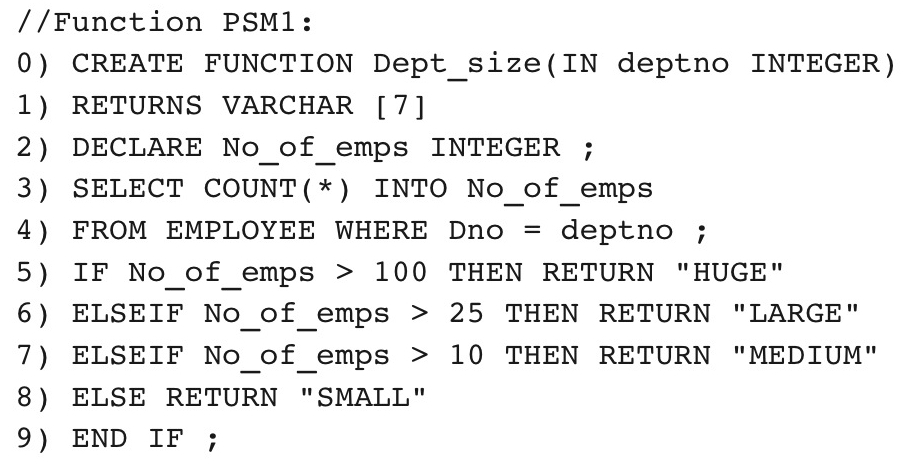 //Function PSM1:
0) CREATE FUNCTION Dept_size(IN deptno INTEGER)
1) RETURNS VARCHAR [7]
2) DECLARE No_of_emps INTEGER ;
3) SELECT COUNT(*) INTO No_of_emps
4) FROM EMPLOYEE WHERE Dno = deptno ;
5) IF No_of_emps > 100 THEN RETURN "HUGE"
6) ELSEIF No_of_emps > 25 THEN RETURN "LARGE"
7) ELSEIF No_of_emps > 10 THEN RETURN "MEDIUM"
8) ELSE RETURN "SMALL"
9) END IF ;